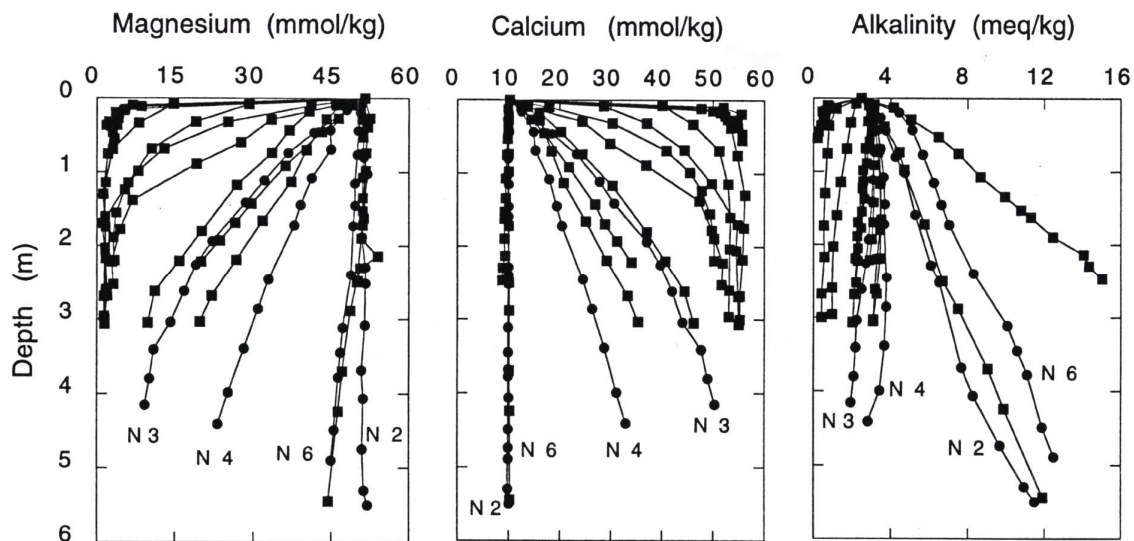 Magnesium (mmol/kg) Calcium (mmol/kg) Alkalinity (meq/kg)
0 15 30 45 60 0 10 20 30 40 50 60 0 4 8 12 16
0
1
2
3
4
5
6
Depth (m)
N 3 N 4 N 6 N 2
N 2 N 6 N 4 N 3
N 3 N 4 N 2 N 6